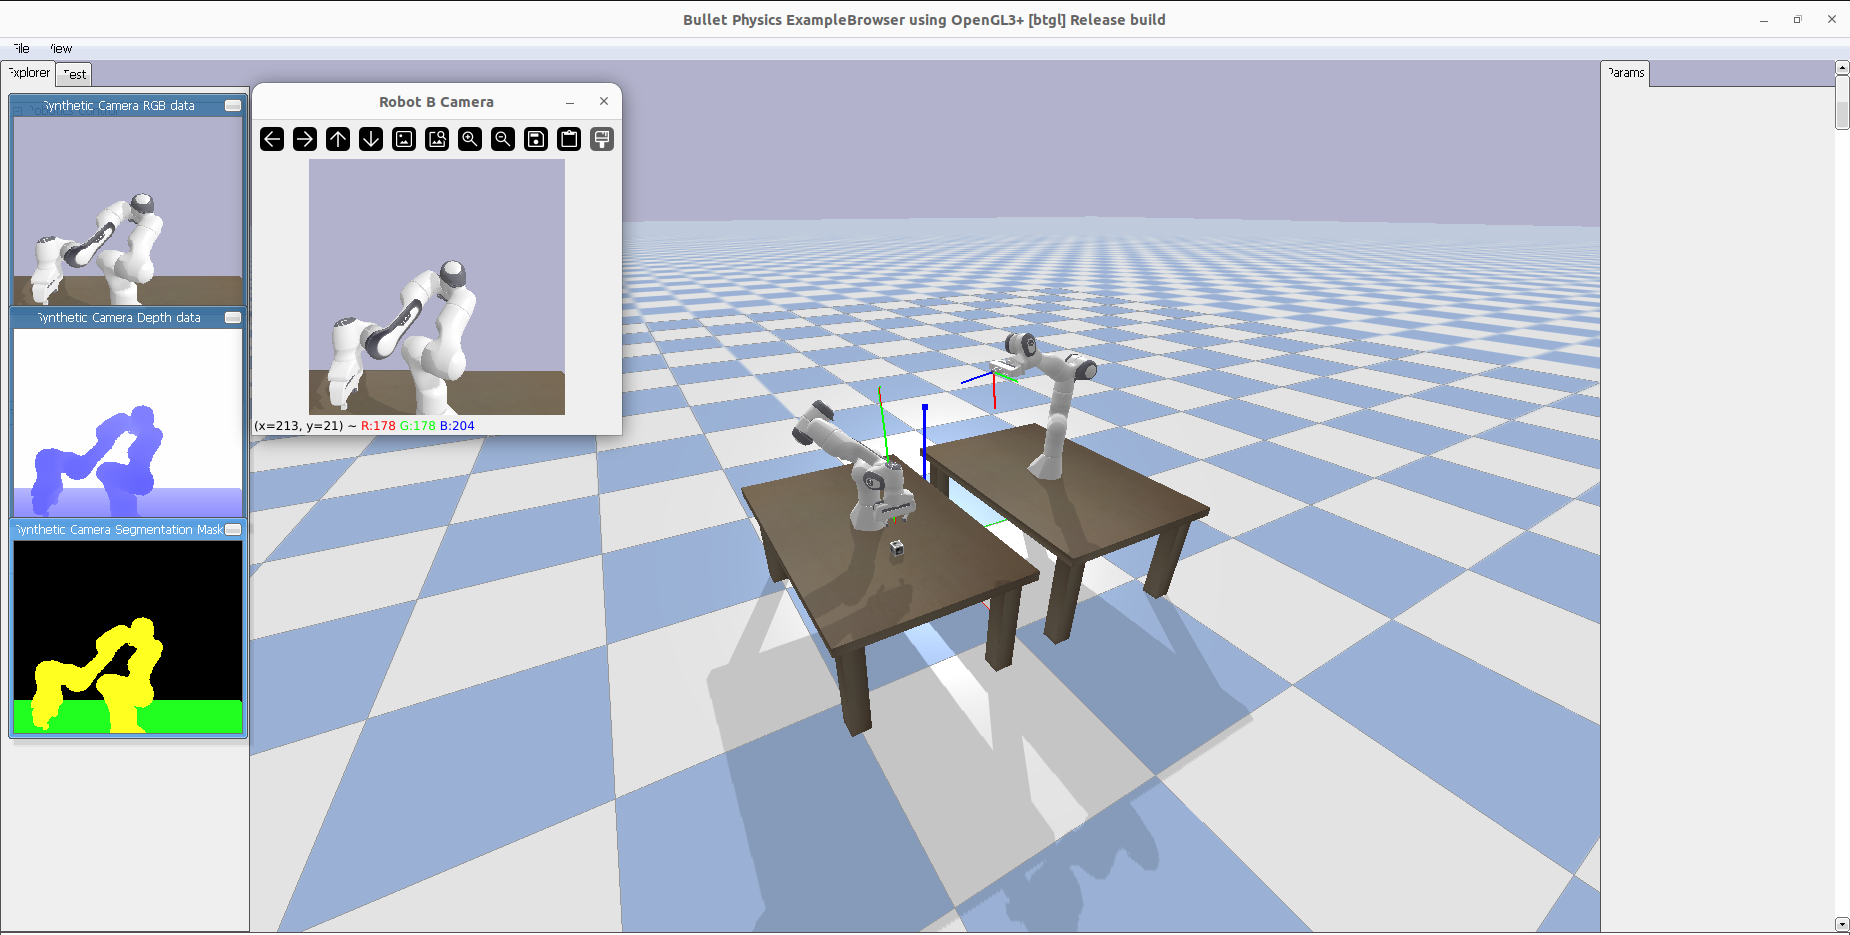 Bullet Physics ExampleBrowser using OpenGL3+ [btgl] Release build
File View
Explorer Test
Params
Synthetic Camera RGB data
Synthetic Camera Depth data
Synthetic Camera Segmentation Mask
Robot B Camera
(x=213, y=21) ~ R:178 G:178 B:204